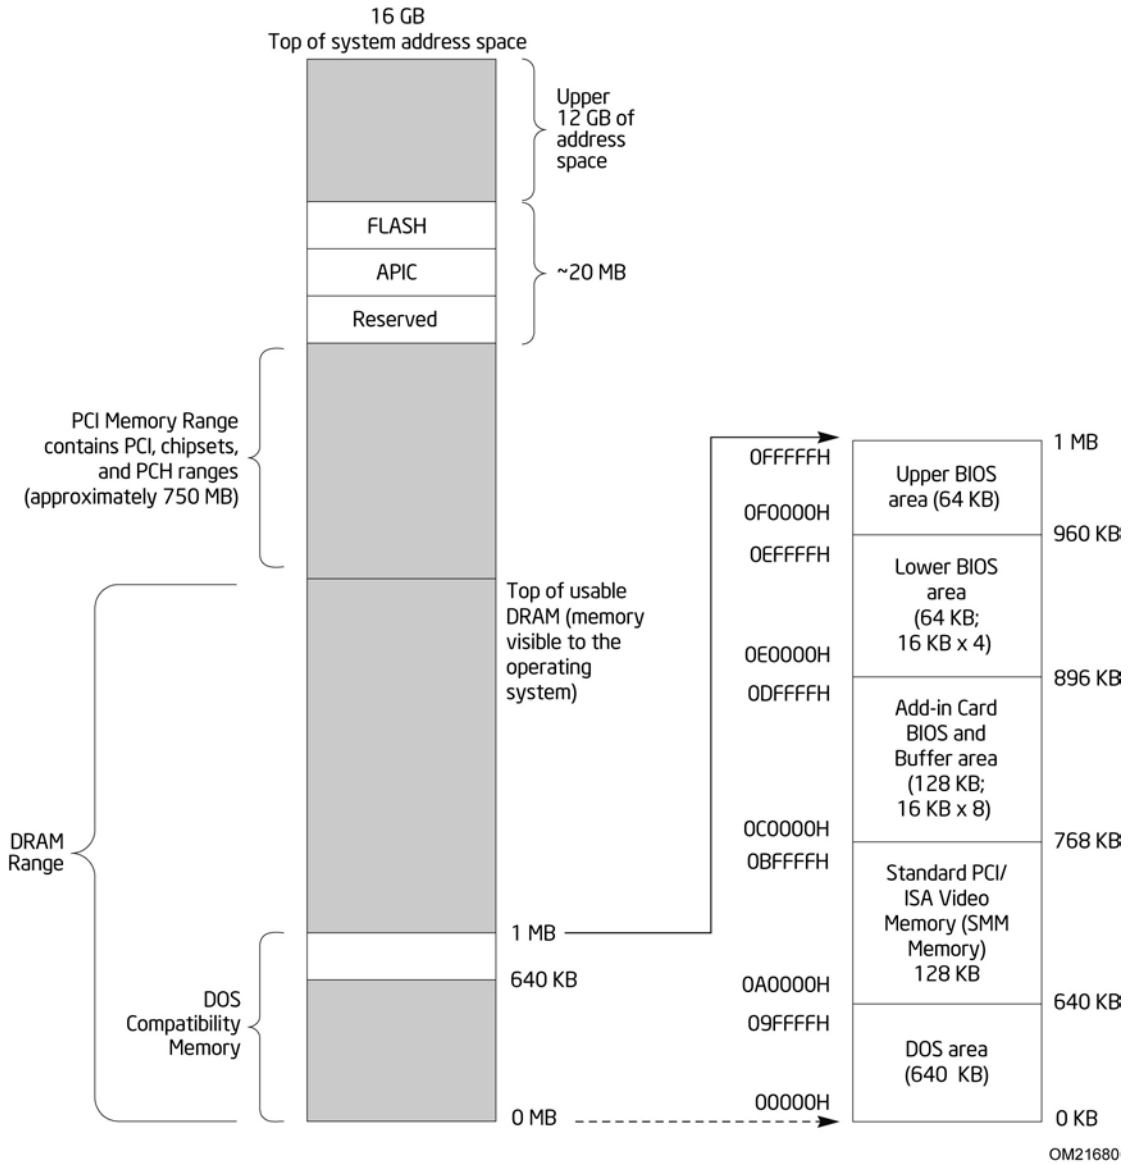 16 GB
Top of system address space
Upper
12 GB of
address
space
FLASH
APIC
Reserved
~20 MB
PCI Memory Range
contains PCI, chipsets,
and PCH ranges
(approximately 750 MB)
Top of usable
DRAM (memory
visible to the
operating
system)
DRAM
Range
1 MB
640 KB
DOS
Compatibility
Memory
0 MB
0FFFFFH
0F0000H
0EFFFFH
0E0000H
0DFFFFH
0C0000H
0BFFFFH
0A0000H
09FFFFH
00000H
Upper BIOS
area (64 KB)
Lower BIOS
area
(64 KB;
16 KB x 4)
Add-in Card
BIOS and
Buffer area
(128 KB;
16 KB x 8)
Standard PCI/
ISA Video
Memory (SMM
Memory)
128 KB
DOS area
(640 KB)
1 MB
960 KB
896 KB
768 KB
640 KB
0 KB
OM21680